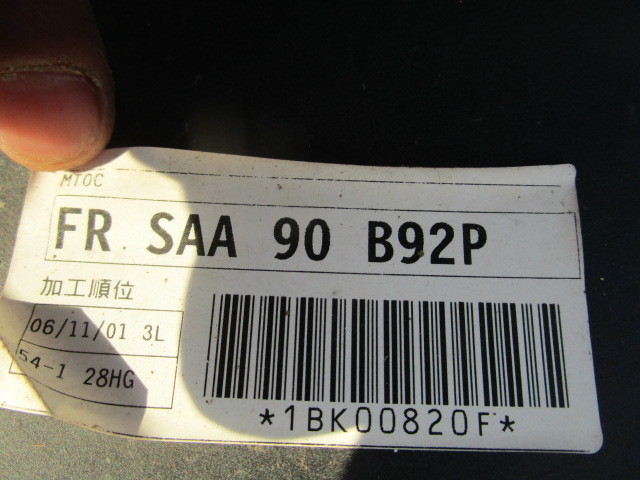 MTOC
FR SAA 90 B92P
加工順位
06/11/01 3L
54-1 28HG
*1BK00820F*